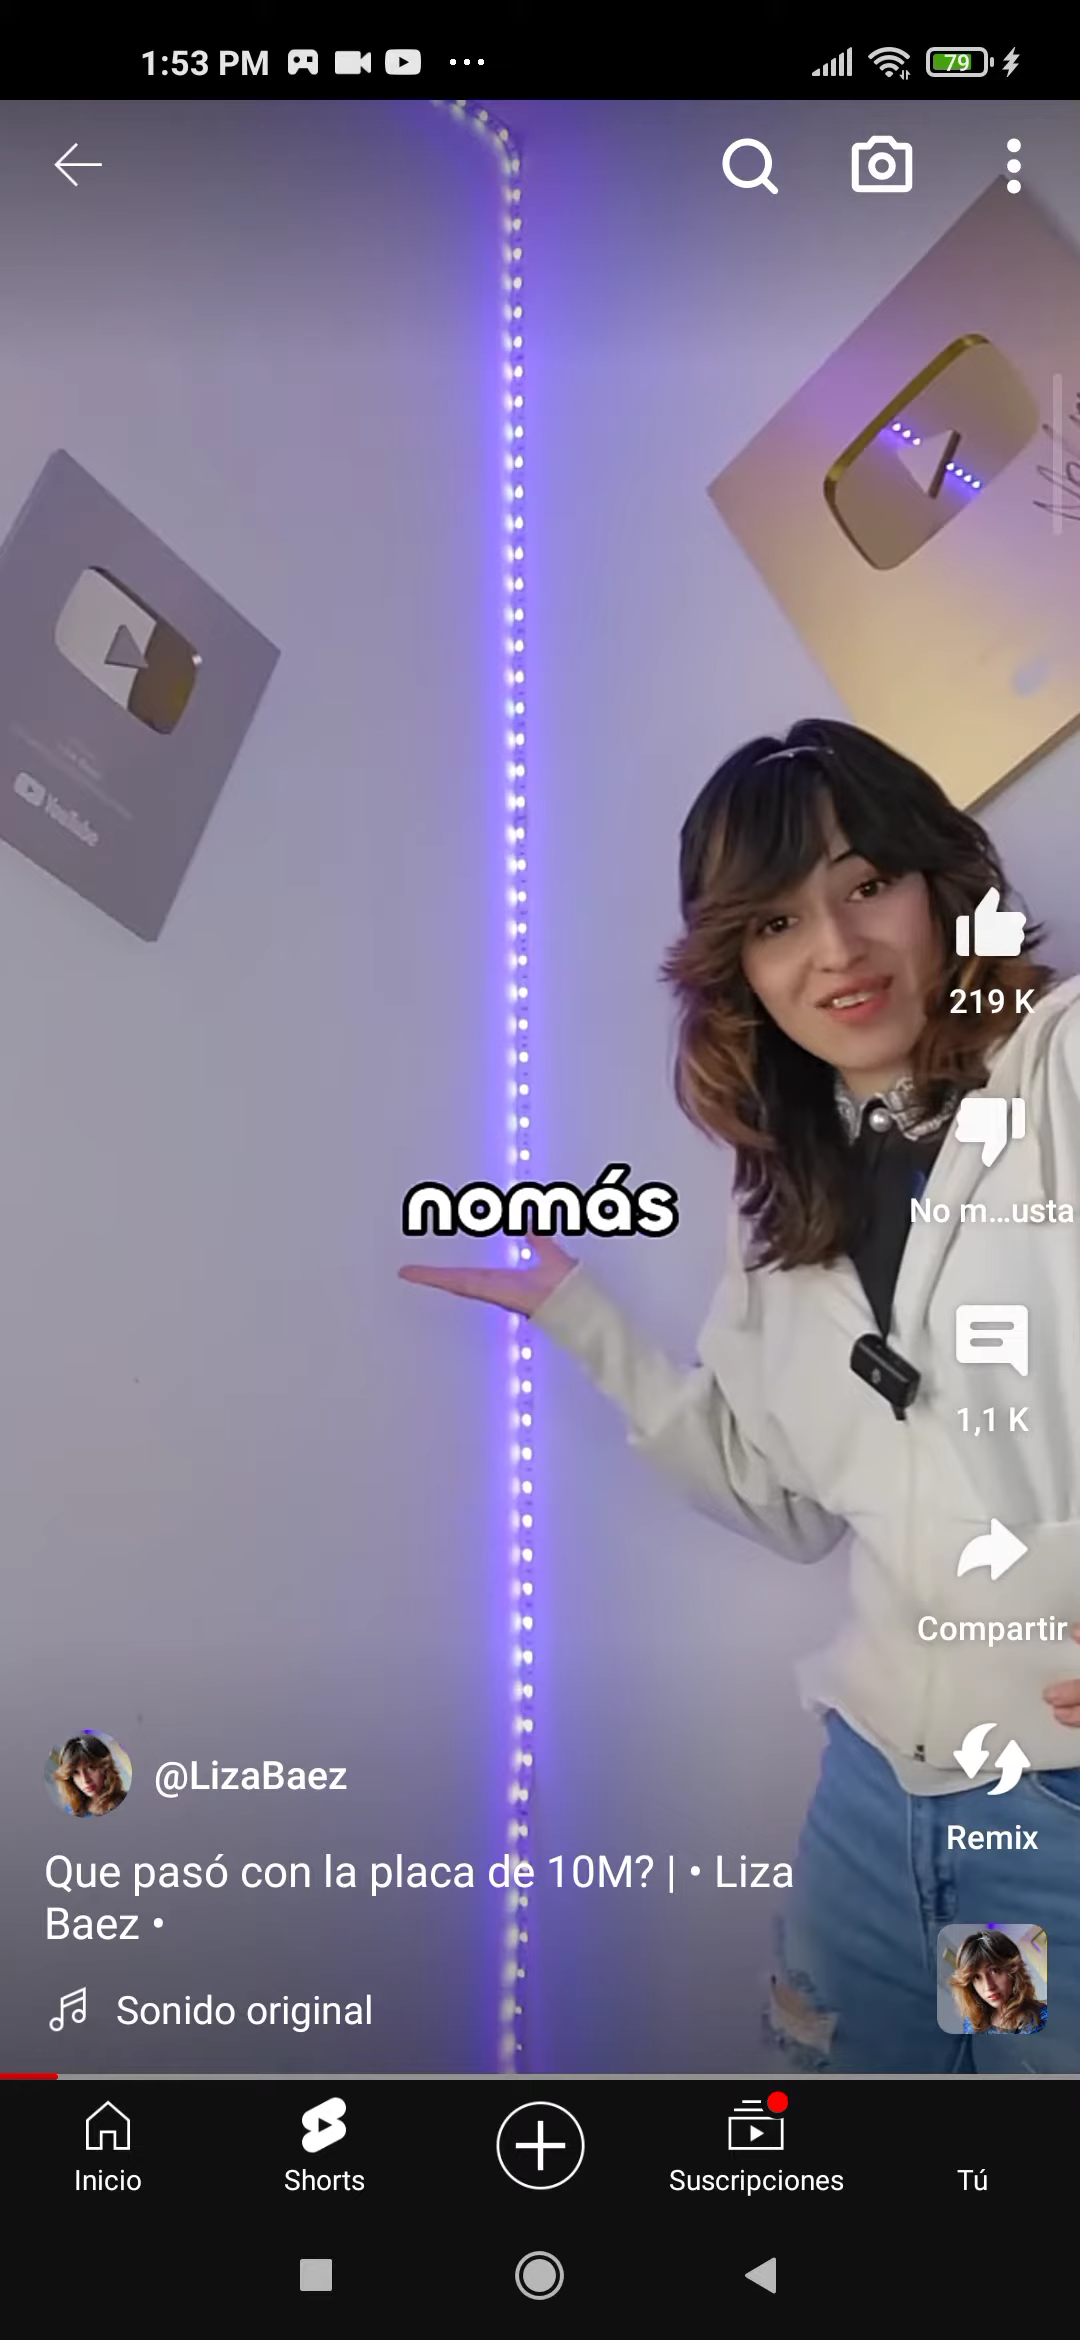 1:53 PM
79
YouTube
219 K
nomás
No m...usta
1,1 K
Compartir
@LizaBaez
Remix
Que pasó con la placa de 10M? | • Liza
Baez •
Sonido original
Inicio
Shorts
Suscripciones
Tú